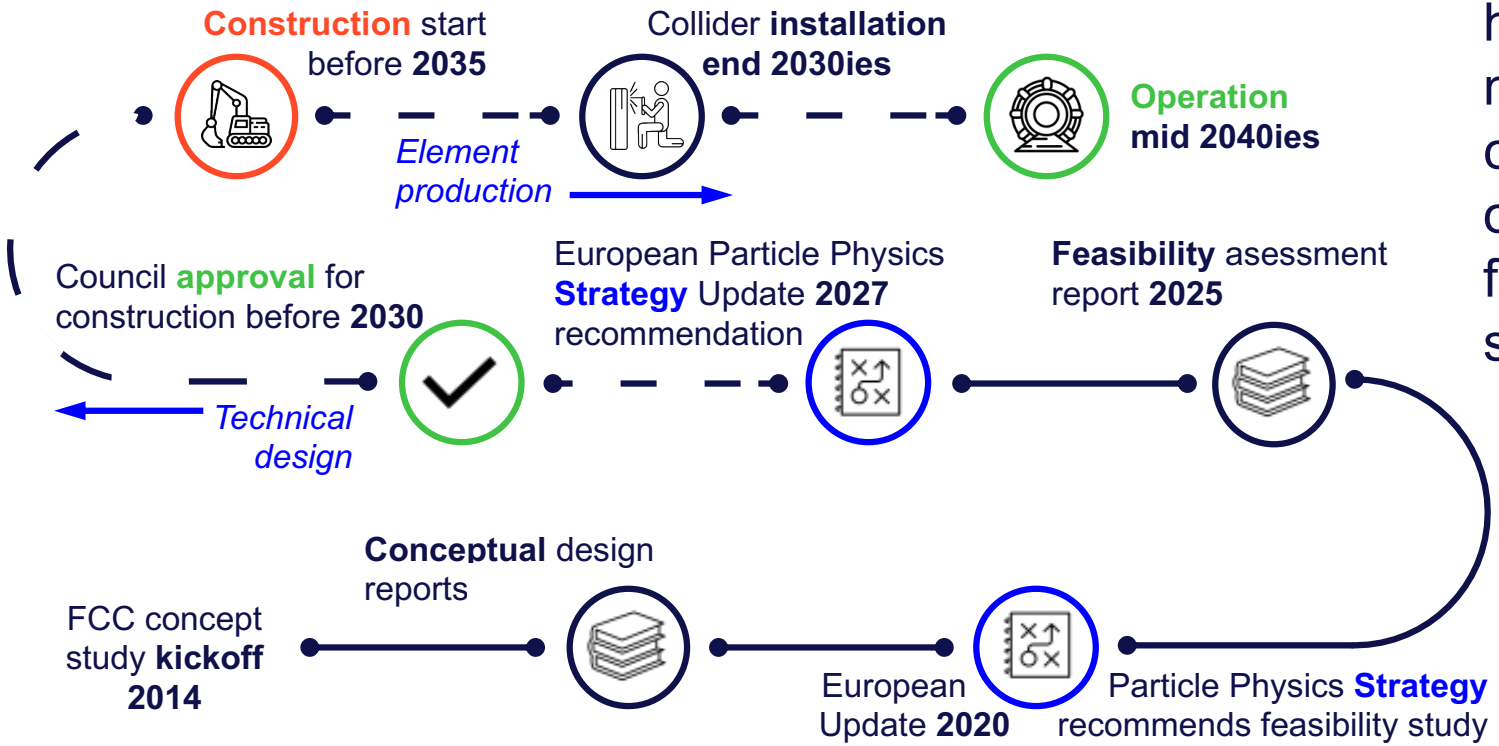 Construction start
before 2035
Collider installation
end 2030ies
Operation
mid 2040ies
Element
production
Council approval for
construction before 2030
European Particle Physics
Strategy Update 2027
recommendation
Feasibility asessment
report 2025
Technical
design
Conceptual design
reports
FCC concept
study kickoff
2014
European
Update 2020
Particle Physics Strategy
recommends feasibility study